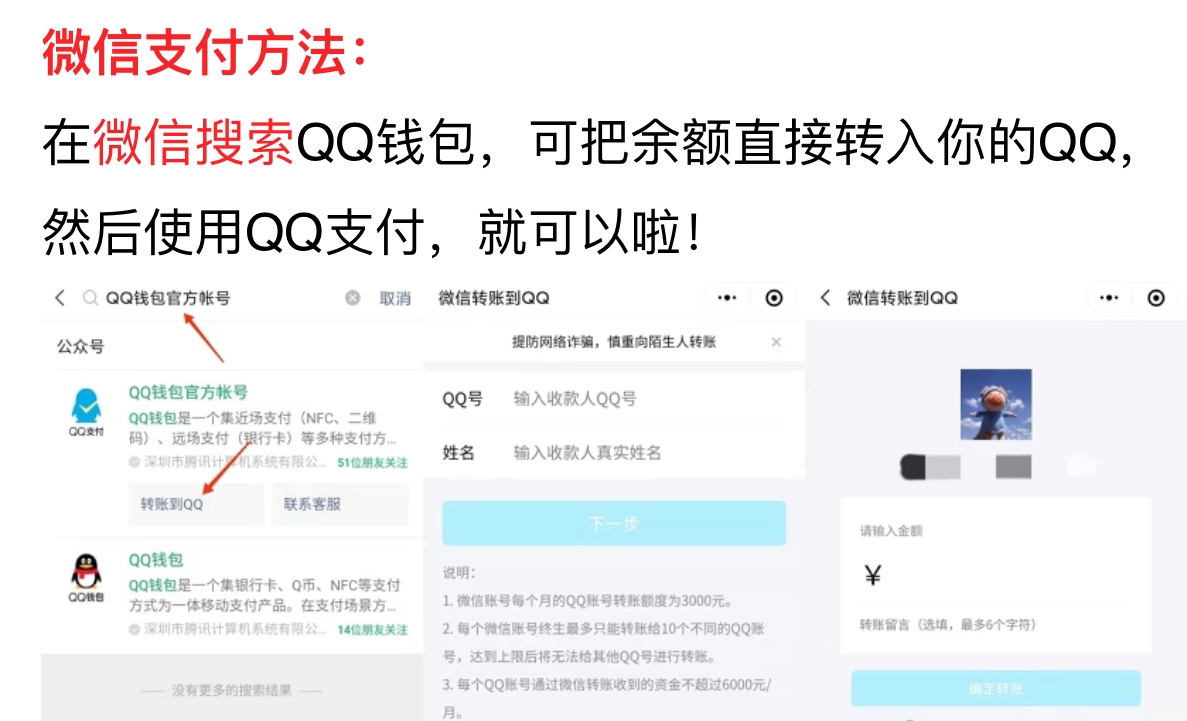 微信支付方法：
在微信搜索QQ钱包，可把余额直接转入你的QQ，
然后使用QQ支付，就可以啦！
QQ钱包官方帐号
取消
公众号
QQ支付
QQ钱包官方帐号
QQ钱包是一个集近场支付（NFC、二维
码）、远场支付（银行卡）等多种支付方...
深圳市腾讯计算机系统有限公...
51位朋友关注
转账到QQ
联系客服
QQ钱包
QQ钱包
QQ钱包是一个集银行卡、Q币、NFC等支付
方式为一体移动支付产品。在支付场景方...
深圳市腾讯计算机系统有限公...
14位朋友关注
没有更多的搜索结果
微信转账到QQ
提防网络诈骗，慎重向陌生人转账
QQ号
输入收款人QQ号
姓名
输入收款人真实姓名
下一步
说明：
1. 微信账号每个月的QQ账号转账额度为3000元。
2. 每个微信账号终生最多只能转账给10个不同的QQ账
号，达到上限后将无法给其他QQ号进行转账。
3. 每个QQ账号通过微信转账收到的资金不超过6000元/
月。
微信转账到QQ
请输入金额
¥
转账留言（选填，最多6个字符）
确定转账